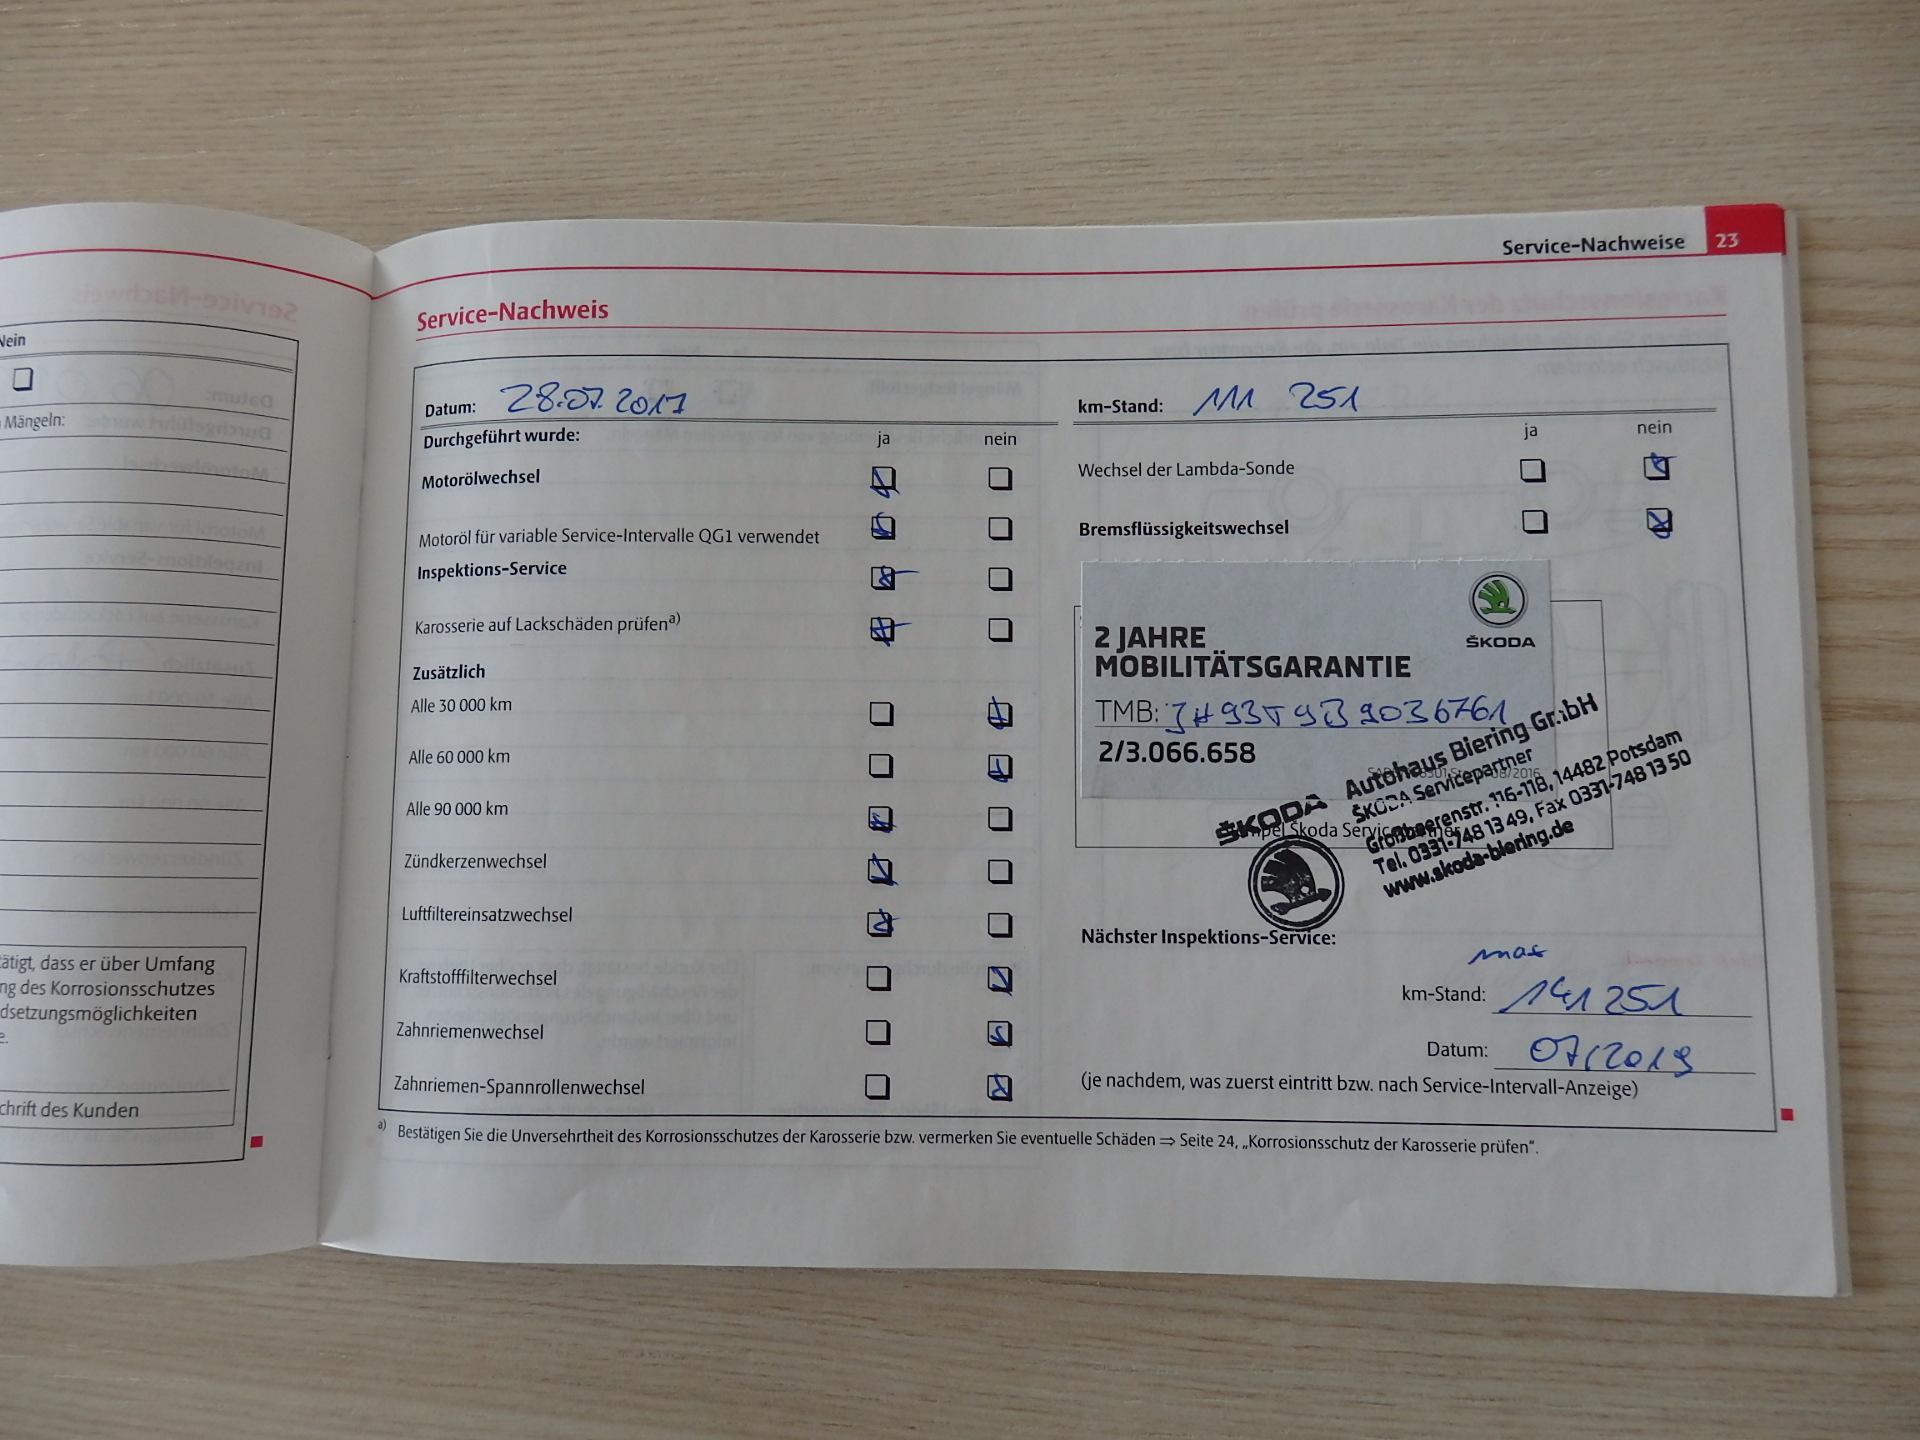 Service-Nachweise 23
Nein
Mängeln:
tätigt, dass er über Umfang
ng des Korrosionsschutzes
dsetzungsmöglichkeiten
e.
chrift des Kunden
Service-Nachweis
Datum: 28.07.2017
Durchgeführt wurde: ja nein
Motorölwechsel
Motoröl für variable Service-Intervalle QG1 verwendet
Inspektions-Service
Karosserie auf Lackschäden prüfen a)
Zusätzlich
Alle 30 000 km
Alle 60 000 km
Alle 90 000 km
Zündkerzenwechsel
Luftfiltereinsatzwechsel
Kraftstofffilterwechsel
Zahnriemenwechsel
Zahnriemen-Spannrollenwechsel
km-Stand: 111 251
ja nein
Wechsel der Lambda-Sonde
Bremsflüssigkeitswechsel
ŠKODA
2 JAHRE
MOBILITÄTSGARANTIE
TMB: JH93T9B9036761
2/3.066.658
Škoda
ŠKODA
Autohaus Biering GmbH
ŠKODA Servicepartner
Großbeerenstr. 116-118, 14482 Potsdam
Tel. 0331-748 13 49, Fax 0331-748 13 50
www.skoda-biering.de
Nächster Inspektions-Service:
max
km-Stand: 141 251
Datum: 07/2019
(je nachdem, was zuerst eintritt bzw. nach Service-Intervall-Anzeige)
a) Bestätigen Sie die Unversehrtheit des Korrosionsschutzes der Karosserie bzw. vermerken Sie eventuelle Schäden ⇒ Seite 24, „Korrosionsschutz der Karosserie prüfen“.